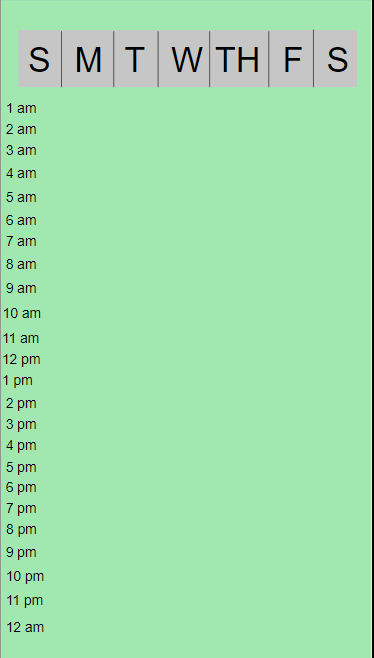 S M T W TH F S
1 am
2 am
3 am
4 am
5 am
6 am
7 am
8 am
9 am
10 am
11 am
12 pm
1 pm
2 pm
3 pm
4 pm
5 pm
6 pm
7 pm
8 pm
9 pm
10 pm
11 pm
12 am